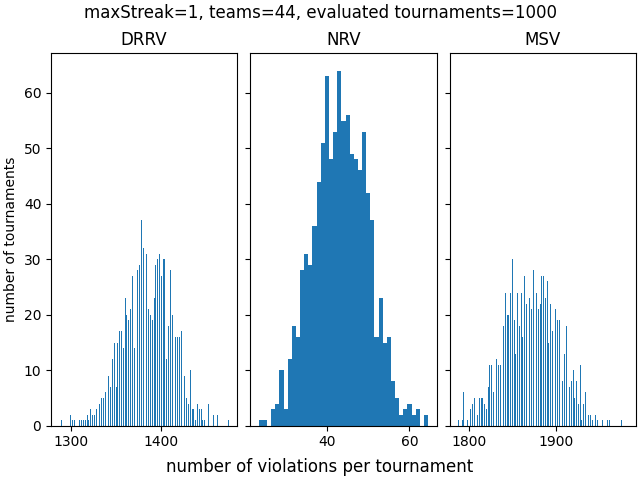 maxStreak=1, teams=44, evaluated tournaments=1000
DRRV
NRV
MSV
number of tournaments
60
50
40
30
20
10
0
1300
1400
40
60
1800
1900
number of violations per tournament